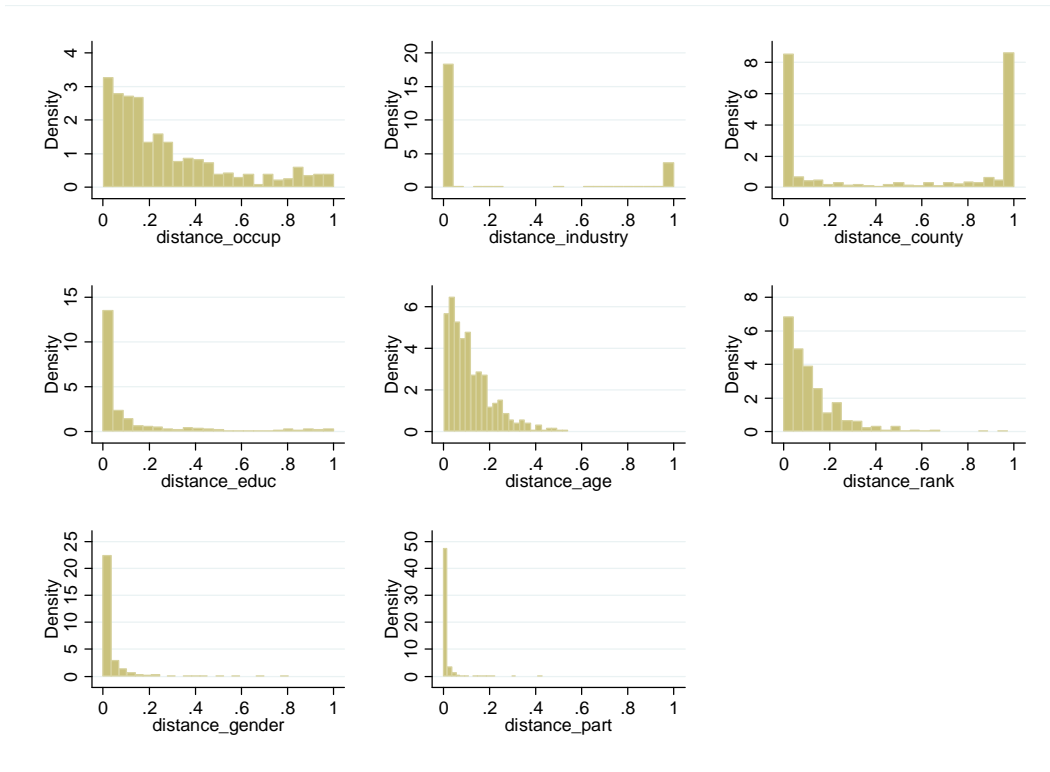 Density
4
3
2
1
0
0 .2 .4 .6 .8 1
distance_occup
Density
20
15
10
5
0
0 .2 .4 .6 .8 1
distance_industry
Density
8
6
4
2
0
0 .2 .4 .6 .8 1
distance_county
Density
15
10
5
0
0 .2 .4 .6 .8 1
distance_educ
Density
6
4
2
0
0 .2 .4 .6 .8 1
distance_age
Density
8
6
4
2
0
0 .2 .4 .6 .8 1
distance_rank
Density
25
20
15
10
5
0
0 .2 .4 .6 .8 1
distance_gender
Density
50
40
30
20
10
0
0 .2 .4 .6 .8 1
distance_part